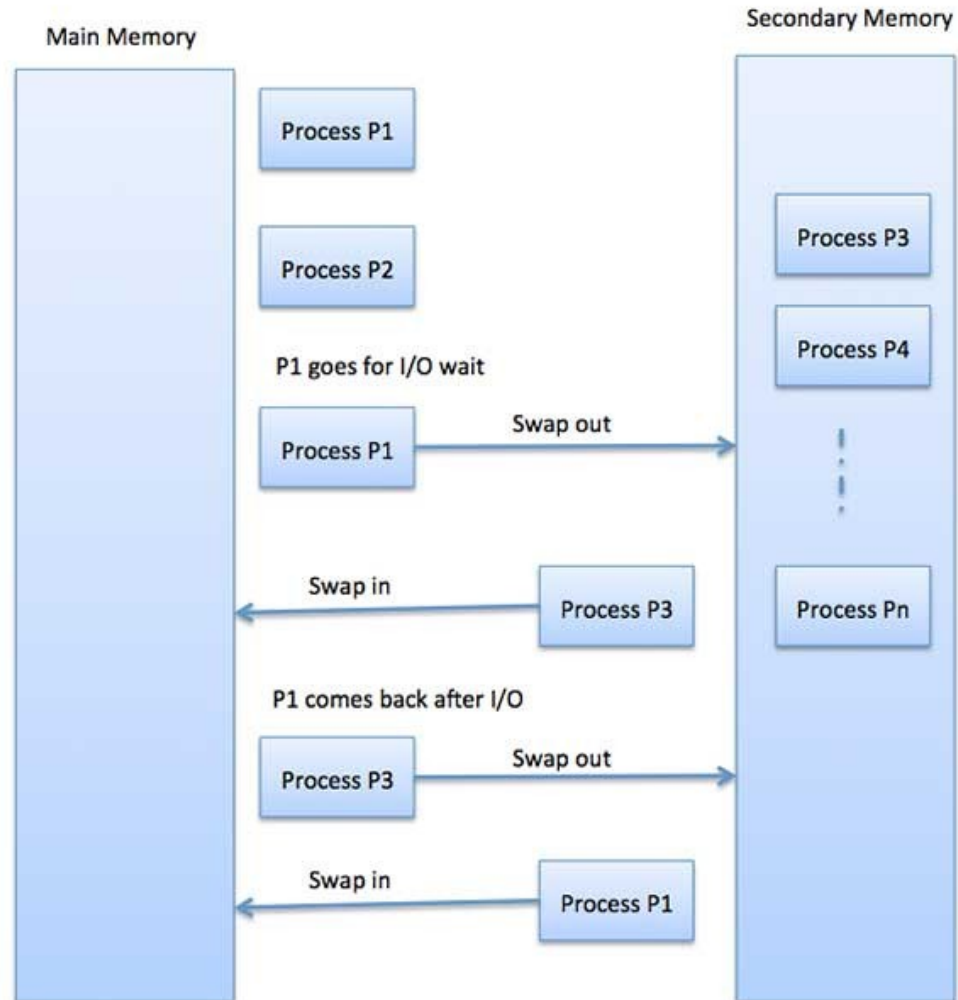 Main Memory
Secondary Memory
Process P1
Process P2
Process P3
Process P4
P1 goes for I/O wait
Process P1
Swap out
Swap in
Process P3
Process Pn
P1 comes back after I/O
Process P3
Swap out
Swap in
Process P1